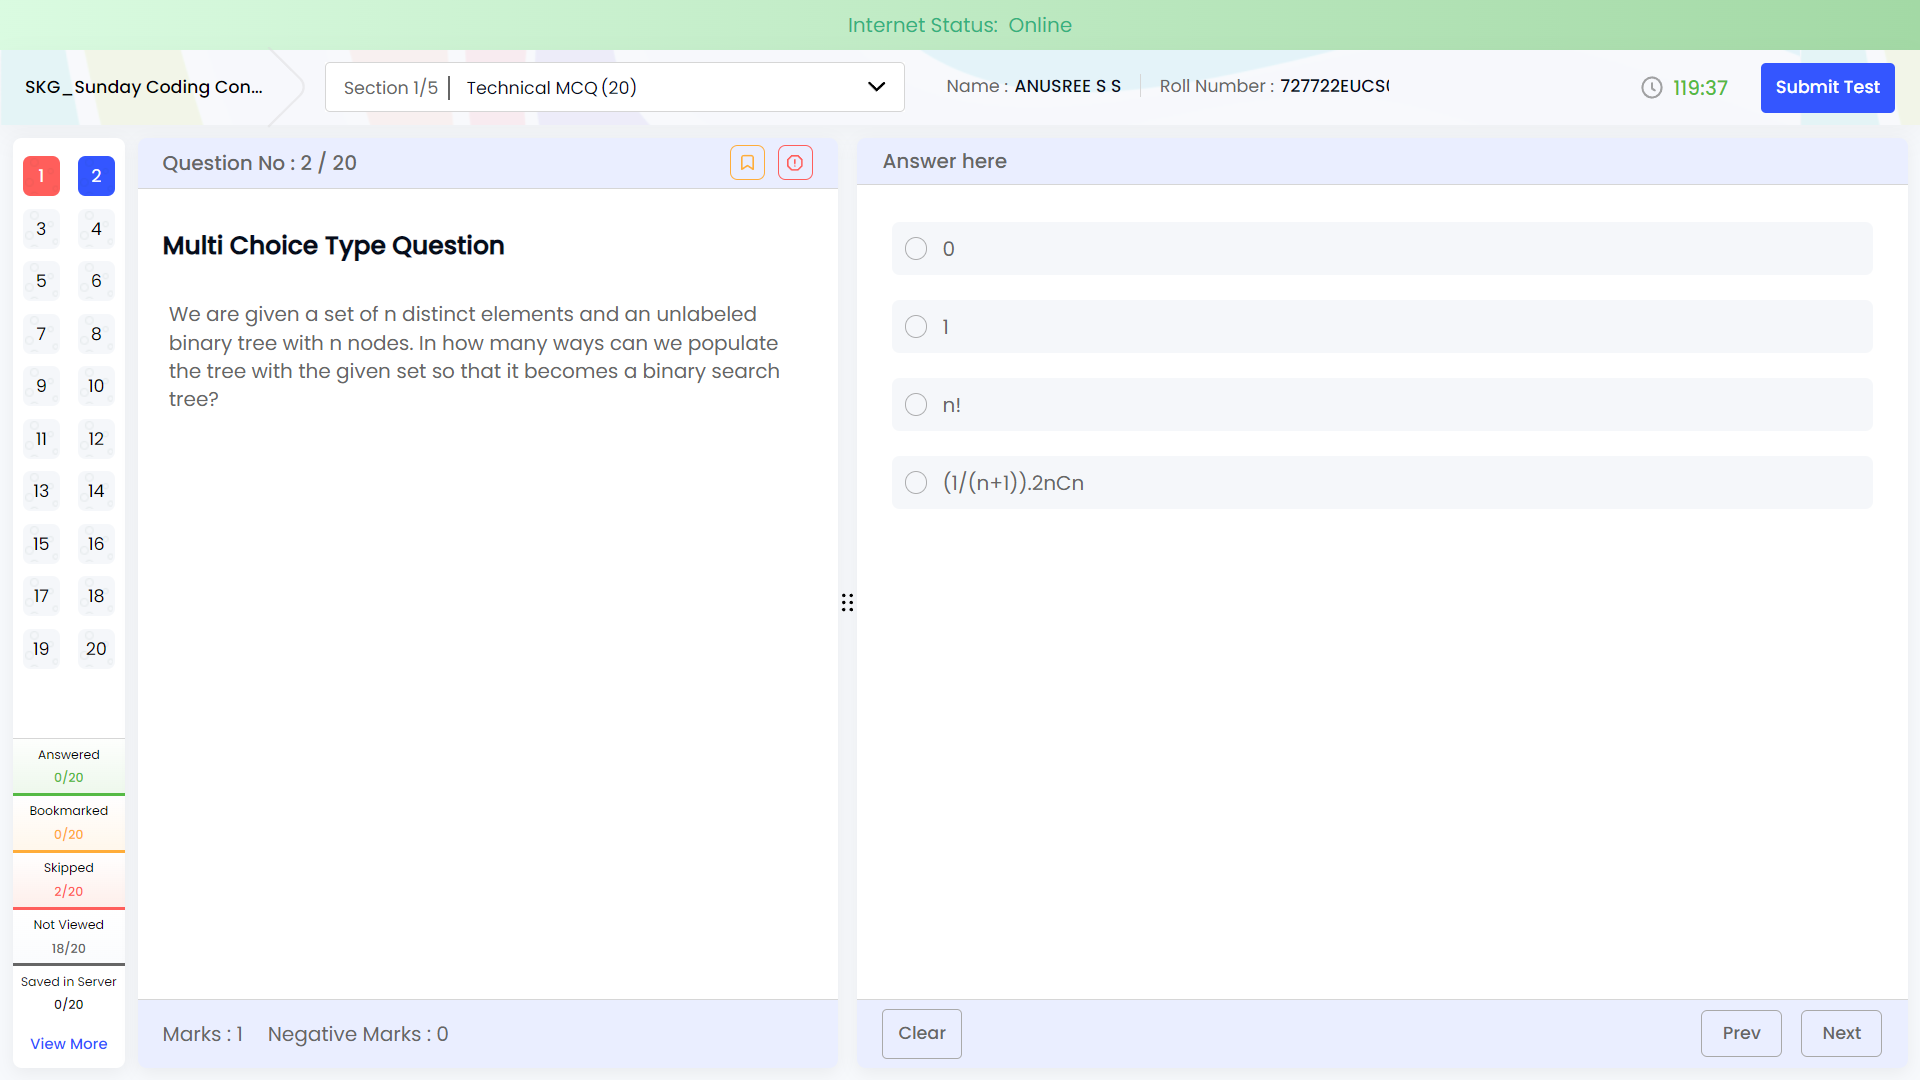 Internet Status: Online
SKG_Sunday Coding Con...
Section 1/5
Technical MCQ (20)
Name : ANUSREE S S
Roll Number : 727722EUCS
119:37
Submit Test
1 2
3 4
5 6
7 8
9 10
11 12
13 14
15 16
17 18
19 20
Answered
0/20
Bookmarked
0/20
Skipped
2/20
Not Viewed
18/20
Saved in Server
0/20
View More
Question No : 2 / 20
Multi Choice Type Question
We are given a set of n distinct elements and an unlabeled
binary tree with n nodes. In how many ways can we populate
the tree with the given set so that it becomes a binary search
tree?
Marks : 1 Negative Marks : 0
Answer here
0
1
n!
(1/(n+1)).2nCn
Clear
Prev
Next